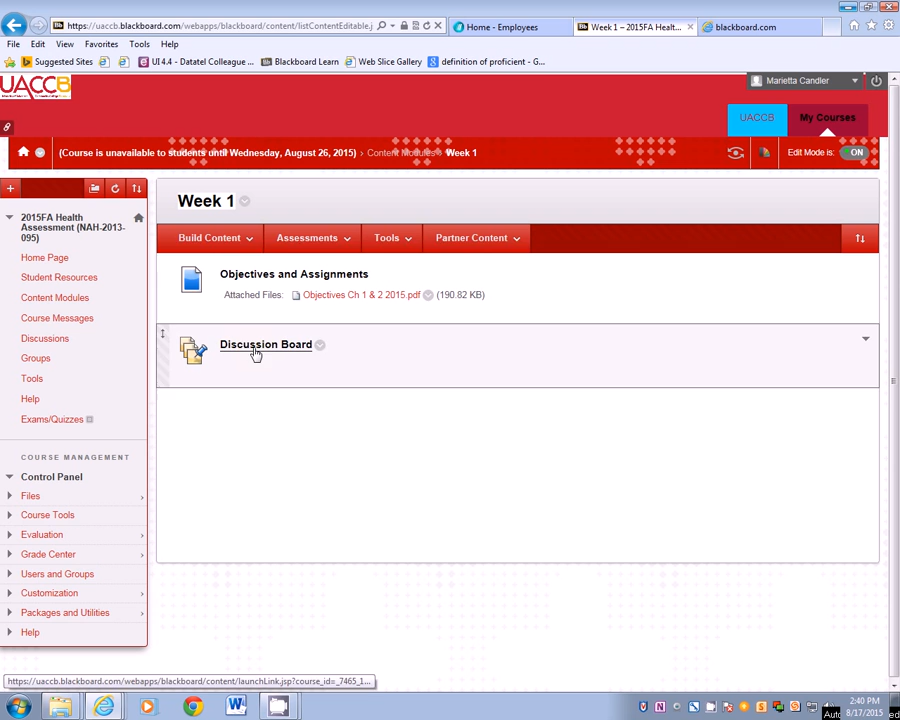 https://uaccb.blackboard.com/webapps/blackboard/content/listContentEditable.j
Home - Employees
Week 1 – 2015FA Heal...
blackboard.com
File Edit View Favorites Tools Help
Suggested Sites
UI 4.4 - Datatel Colleague ...
Blackboard Learn
Web Slice Gallery
definition of proficient - G...
UACCB
Marietta Candler
UACCB
My Courses
(Course is unavailable to students until Wednesday, August 26, 2015) > Content Modules > Week 1
Edit Mode is: ON
Week 1
Build Content
Assessments
Tools
Partner Content
Objectives and Assignments
Attached Files: Objectives Ch 1 & 2 2015.pdf (190.82 KB)
Discussion Board
2015FA Health
Assessment (NAH-2013-
095)
Home Page
Student Resources
Content Modules
Course Messages
Discussions
Groups
Tools
Help
Exams/Quizzes
COURSE MANAGEMENT
Control Panel
Files
Course Tools
Evaluation
Grade Center
Users and Groups
Customization
Packages and Utilities
Help
https://uaccb.blackboard.com/webapps/blackboard/content/launchLink.jsp?course_id=_7465_1...
2:40 PM
8/17/2015